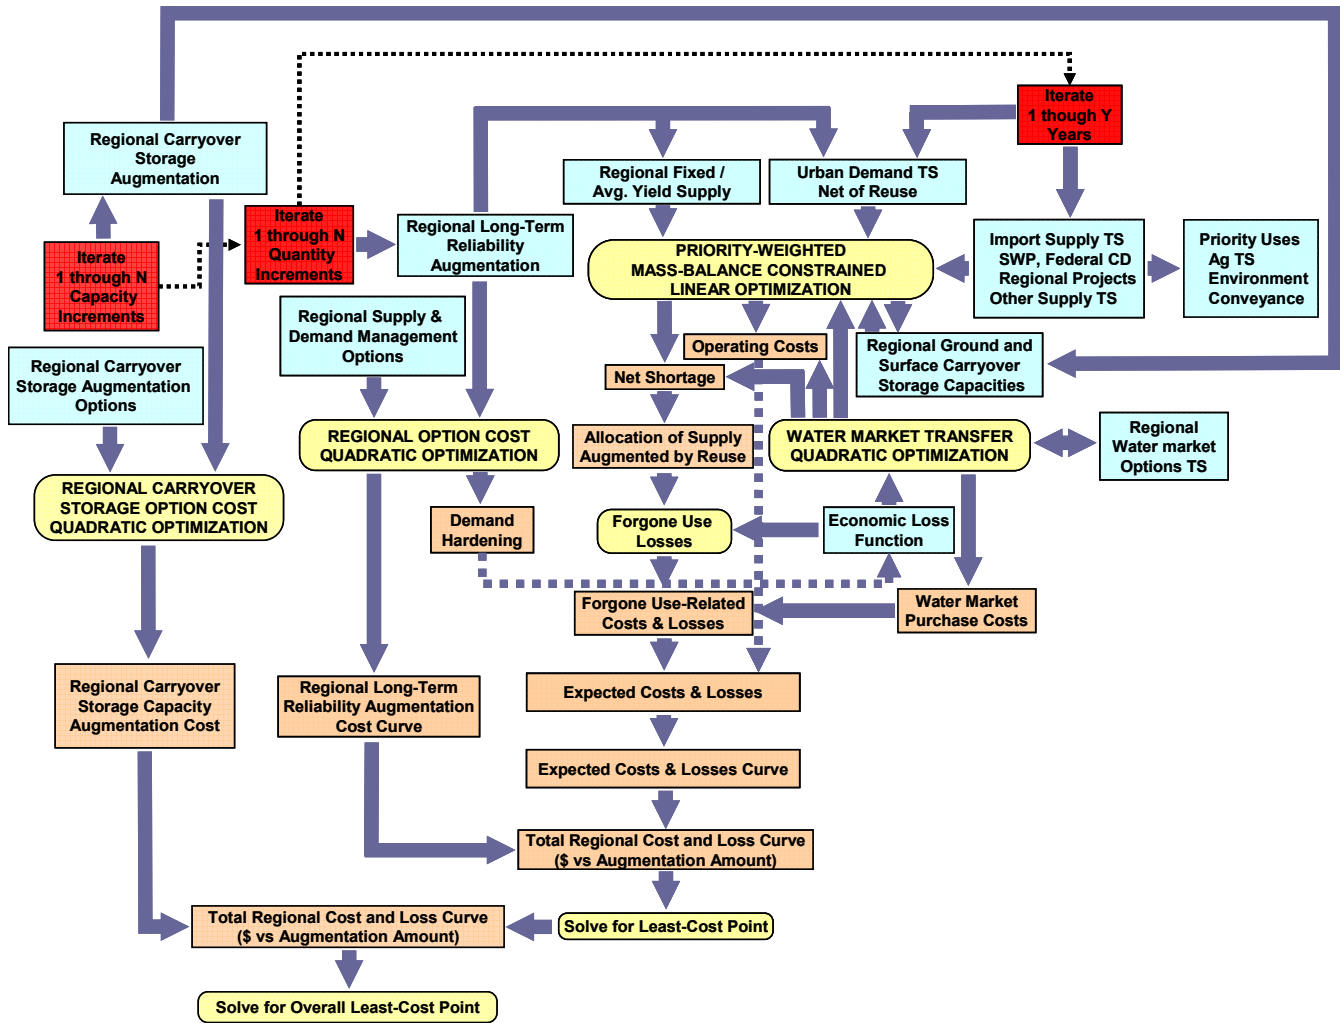 Iterate
1 though Y
Years
Regional Carryover
Storage
Augmentation
Regional Fixed /
Avg. Yield Supply
Urban Demand TS
Net of Reuse
Iterate
1 through N
Quantity
Increments
Regional Long-Term
Reliability
Augmentation
Import Supply TS
SWP, Federal CD
Regional Projects
Other Supply TS
Priority Uses
Ag TS
Environment
Conveyance
Iterate
1 through N
Capacity
Increments
PRIORITY-WEIGHTED
MASS-BALANCE CONSTRAINED
LINEAR OPTIMIZATION
Regional Supply &
Demand Management
Options
Operating Costs
Regional Ground and
Surface Carryover
Storage Capacities
Regional Carryover
Storage Augmentation
Options
Net Shortage
REGIONAL OPTION COST
QUADRATIC OPTIMIZATION
Allocation of Supply
Augmented by Reuse
WATER MARKET TRANSFER
QUADRATIC OPTIMIZATION
Regional
Water market
Options TS
REGIONAL CARRYOVER
STORAGE OPTION COST
QUADRATIC OPTIMIZATION
Demand
Hardening
Forgone Use
Losses
Economic Loss
Function
Forgone Use-Related
Costs & Losses
Water Market
Purchase Costs
Regional Carryover
Storage Capacity
Augmentation Cost
Regional Long-Term
Reliability Augmentation
Cost Curve
Expected Costs & Losses
Expected Costs & Losses Curve
Total Regional Cost and Loss Curve
($ vs Augmentation Amount)
Total Regional Cost and Loss Curve
($ vs Augmentation Amount)
Solve for Least-Cost Point
Solve for Overall Least-Cost Point